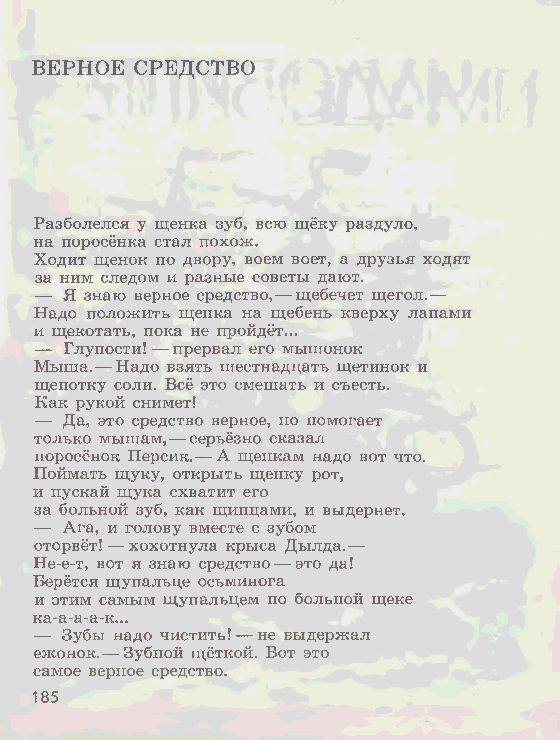 ВЕРНОЕ СРЕДСТВО
Разболелся у щенка зуб, всю щёку раздуло,
на поросёнка стал похож.
Ходит щенок по двору, воем воет, а друзья ходят
за ним следом и разные советы дают.
— Я знаю верное средство,— щебечет щегол.—
Надо положить щенка на щебень кверху лапами
и щекотать, пока не пройдёт...
— Глупости! — прервал его мышонок
Мыша.— Надо взять шестнадцать щетинок и
щепотку соли. Всё это смешать и съесть.
Как рукой снимет!
— Да, это средство верное, но помогает
только мышам,— серьёзно сказал
поросёнок Персик.— А щенкам надо вот что.
Поймать щуку, открыть щенку рот,
и пускай щука схватит его
за больной зуб, как щипцами, и выдернет.
— Ага, и голову вместе с зубом
оторвёт! — хохотнула крыса Дылда.—
Не-е-т, вот я знаю средство — это да!
Берётся щупальце осьминога
и этим самым щупальцем по больной щеке
ка-а-а-а-к...
— Зубы надо чистить! — не выдержал
ежонок.— Зубной щёткой. Вот это
самое верное средство.
185